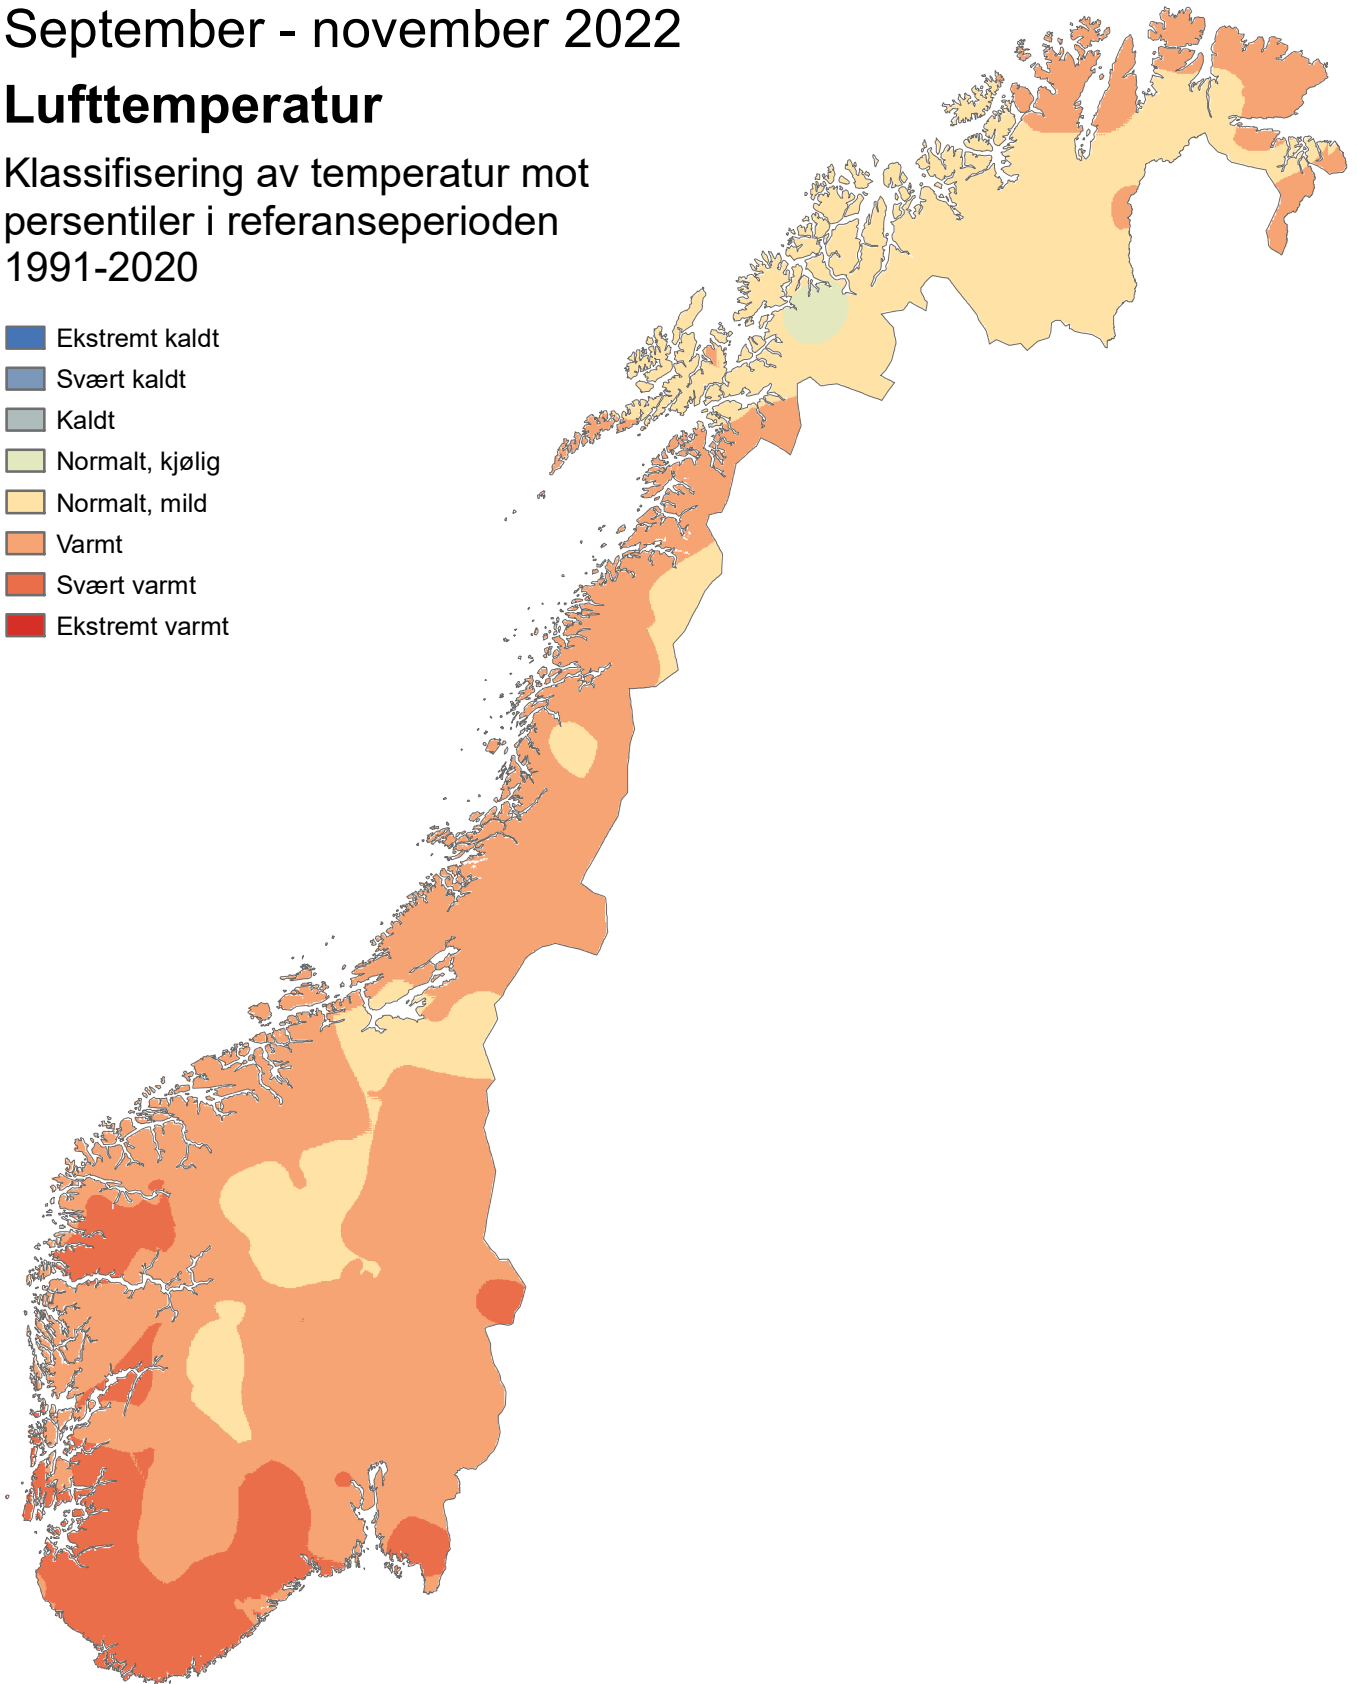 September - november 2022
Lufttemperatur
Klassifisering av temperatur mot
persentiler i referanseperioden
1991-2020
Ekstremt kaldt
Svært kaldt
Kaldt
Normalt, kjølig
Normalt, mild
Varmt
Svært varmt
Ekstremt varmt